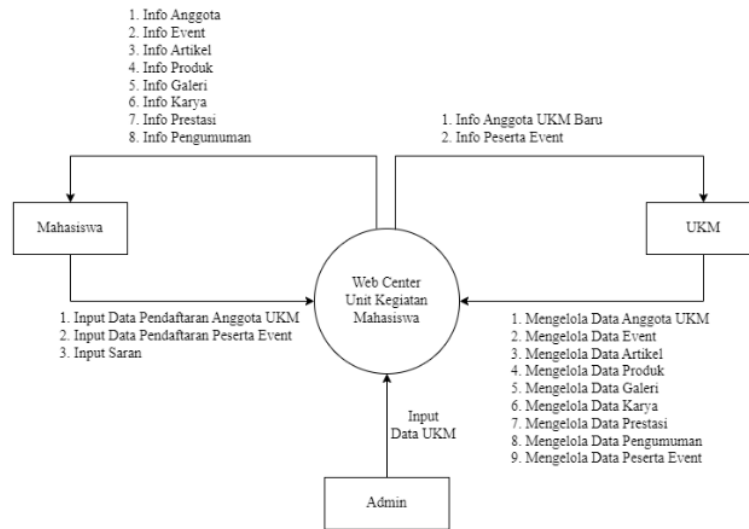 1. Info Anggota
2. Info Event
3. Info Artikel
4. Info Produk
5. Info Galeri
6. Info Karya
7. Info Prestasi
8. Info Pengumuman
1. Info Anggota UKM Baru
2. Info Peserta Event
Mahasiswa
UKM
Web Center
Unit Kegiatan
Mahasiswa
1. Input Data Pendaftaran Anggota UKM
2. Input Data Pendaftaran Peserta Event
3. Input Saran
1. Mengelola Data Anggota UKM
2. Mengelola Data Event
3. Mengelola Data Artikel
4. Mengelola Data Produk
5. Mengelola Data Galeri
6. Mengelola Data Karya
7. Mengelola Data Prestasi
8. Mengelola Data Pengumuman
9. Mengelola Data Peserta Event
Input
Data UKM
Admin